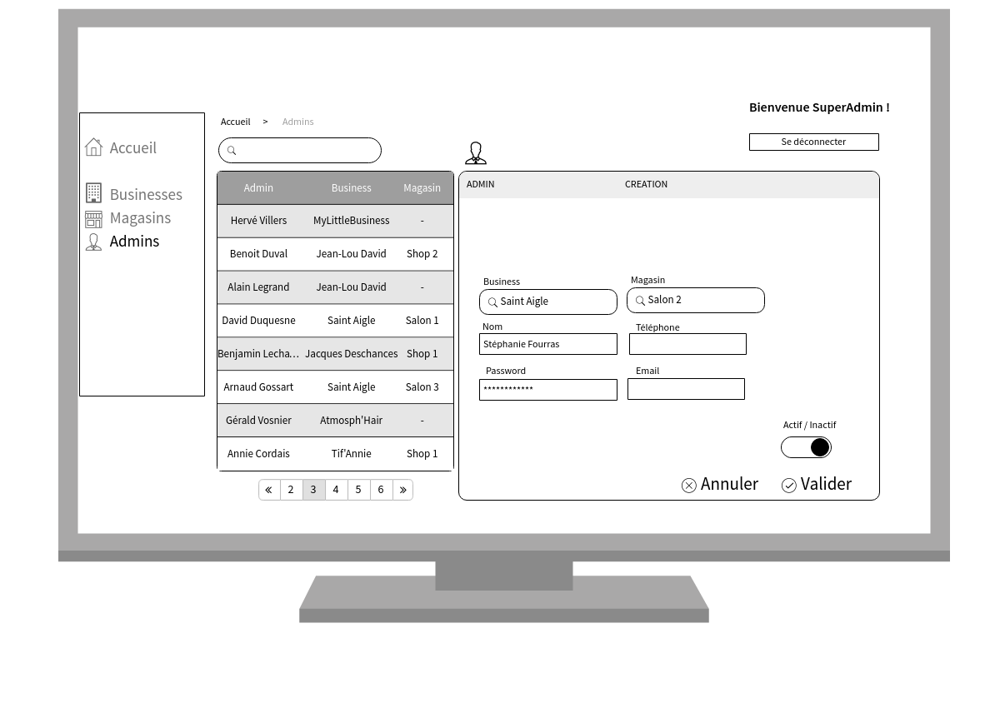 Bienvenue SuperAdmin !
Se déconnecter
Accueil
Businesses
Magasins
Admins
Accueil > Admins
Admin Business Magasin
Hervé Villers MyLittleBusiness -
Benoit Duval Jean-Lou David Shop 2
Alain Legrand Jean-Lou David -
David Duquesne Saint Aigle Salon 1
Benjamin Lecha... Jacques Deschances Shop 1
Arnaud Gossart Saint Aigle Salon 3
Gérald Vosnier Atmosph'Hair -
Annie Cordais Tif'Annie Shop 1
« 2 3 4 5 6 »
ADMIN CREATION
Business Magasin
Saint Aigle Salon 2
Nom Téléphone
Stéphanie Fourras
Password Email
************
Actif / Inactif
Annuler Valider